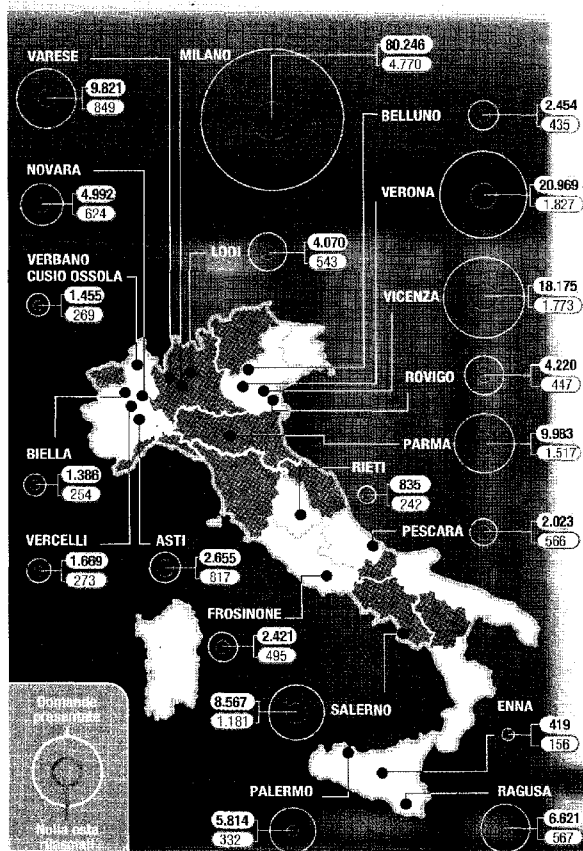 VARESE
9.821
849
MILANO
80.246
4.770
BELLUNO
2.454
435
NOVARA
4.992
624
VERONA
20.969
1.827
LODI
4.070
543
VERBANO
CUSIO OSSOLA
1.455
269
VICENZA
18.175
1.773
ROVIGO
4.220
447
PARMA
9.983
1.517
BIELLA
1.386
254
RIETI
835
242
PESCARA
2.023
566
VERCELLI
1.669
273
ASTI
2.655
817
FROSINONE
2.421
495
SALERNO
8.567
1.181
ENNA
419
156
PALERMO
5.814
332
RAGUSA
6.621
567
Domande
presentate
Nulla osta
rilasciati